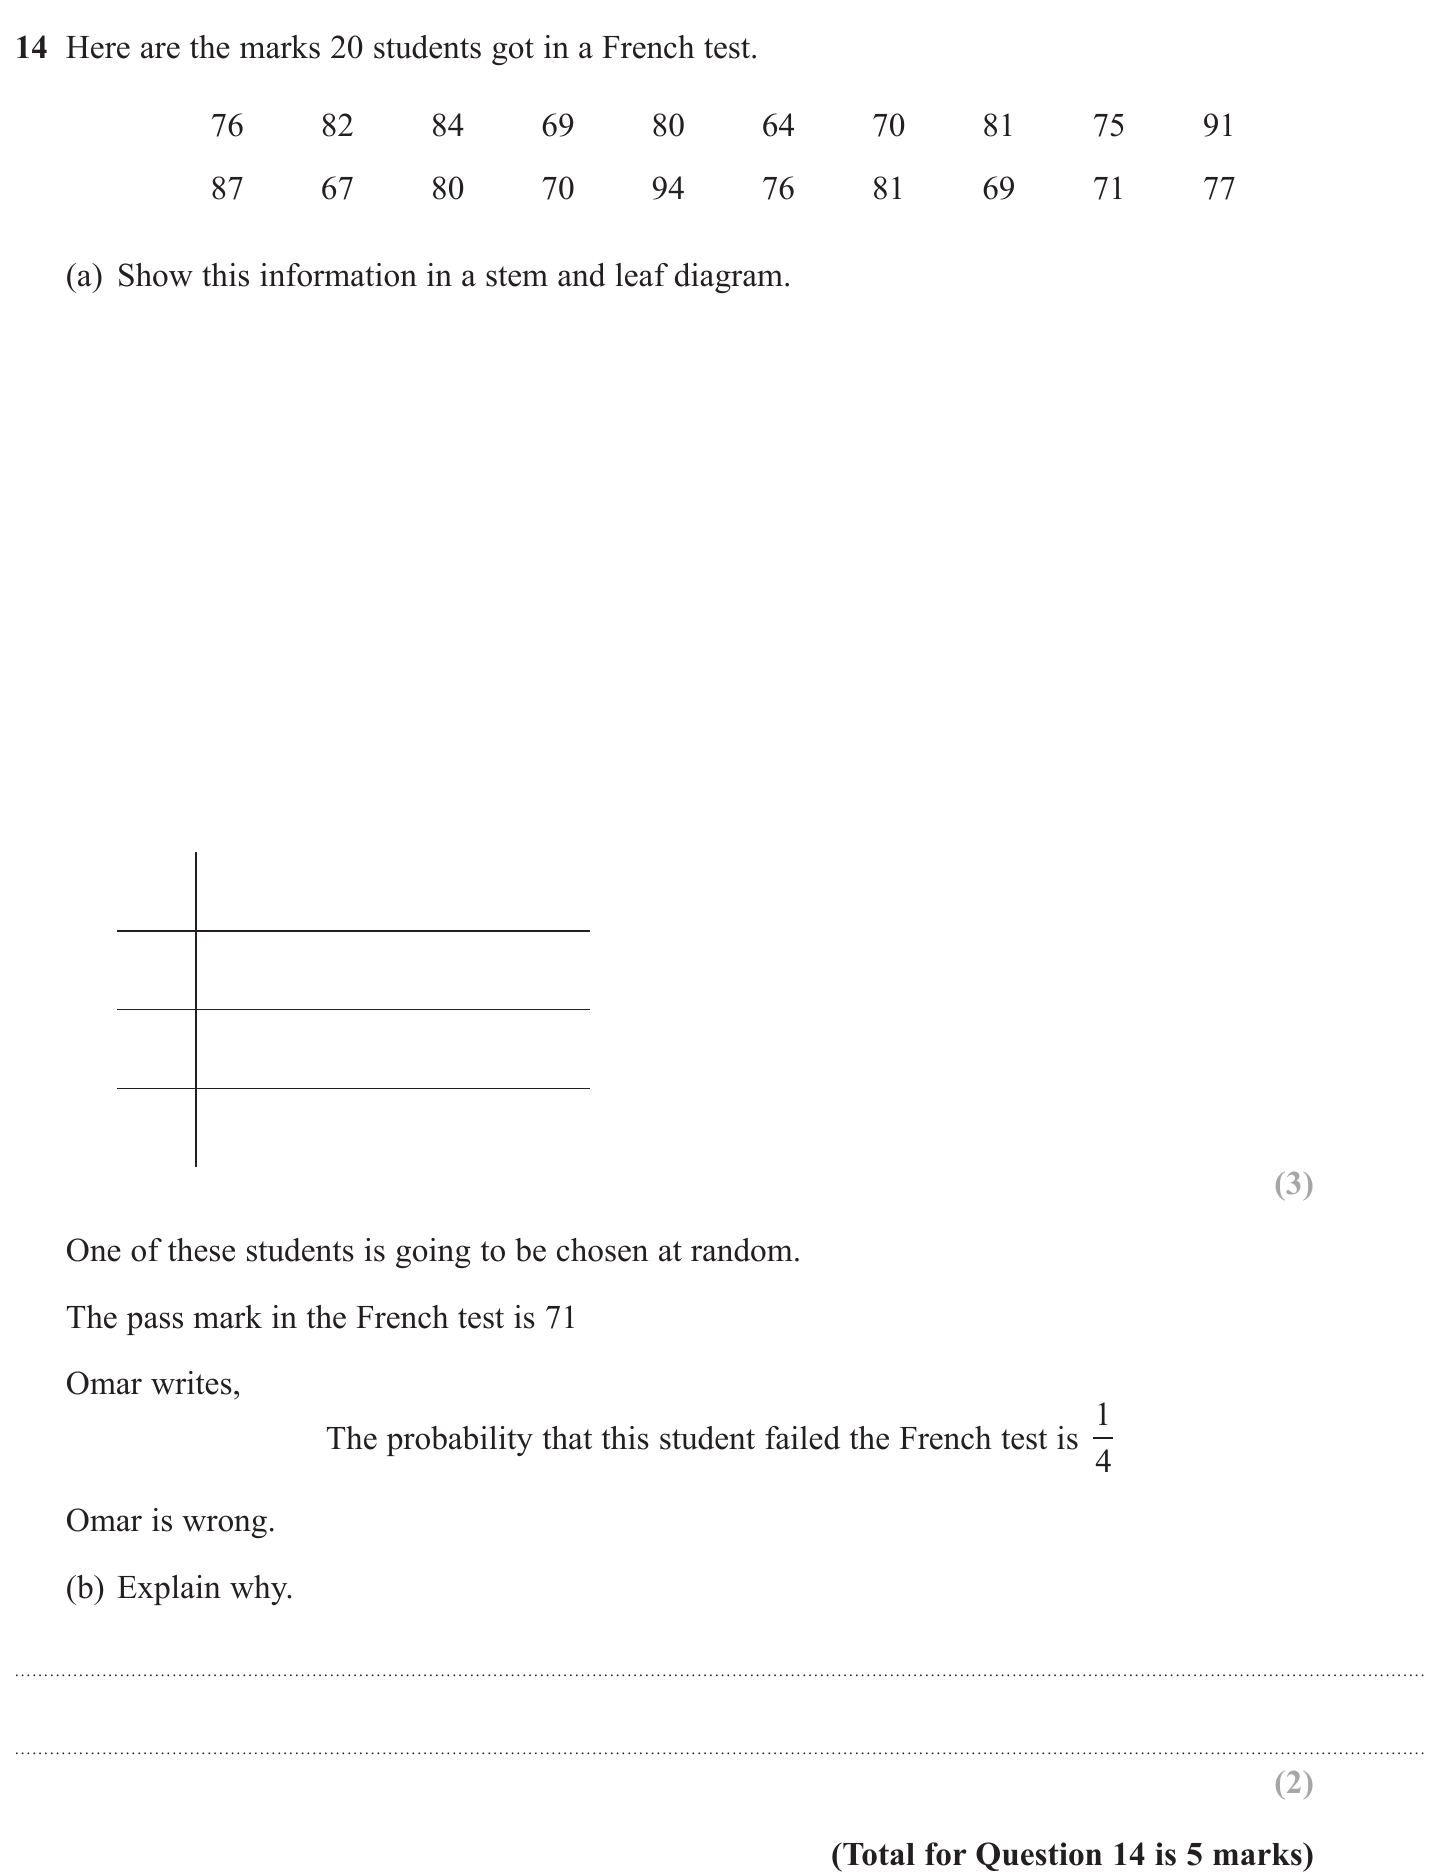 14 Here are the marks 20 students got in a French test.
76 82 84 69 80 64 70 81 75 91
87 67 80 70 94 76 81 69 71 77
(a) Show this information in a stem and leaf diagram.
(3)
One of these students is going to be chosen at random.
The pass mark in the French test is 71
Omar writes,
The probability that this student failed the French test is 1/4
Omar is wrong.
(b) Explain why.
(2)
(Total for Question 14 is 5 marks)